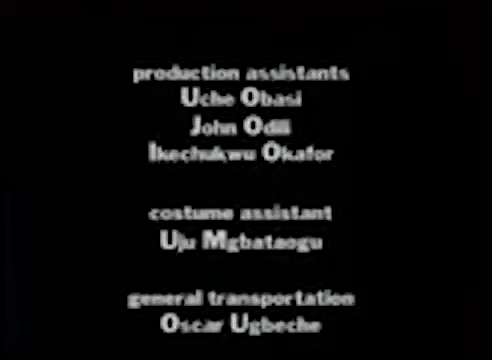 production assistants
Uche Obasi
John Odili
Ikechukwu Okafor
costume assistant
Uju Mgbataogu
general transportation
Oscar Ugbeche